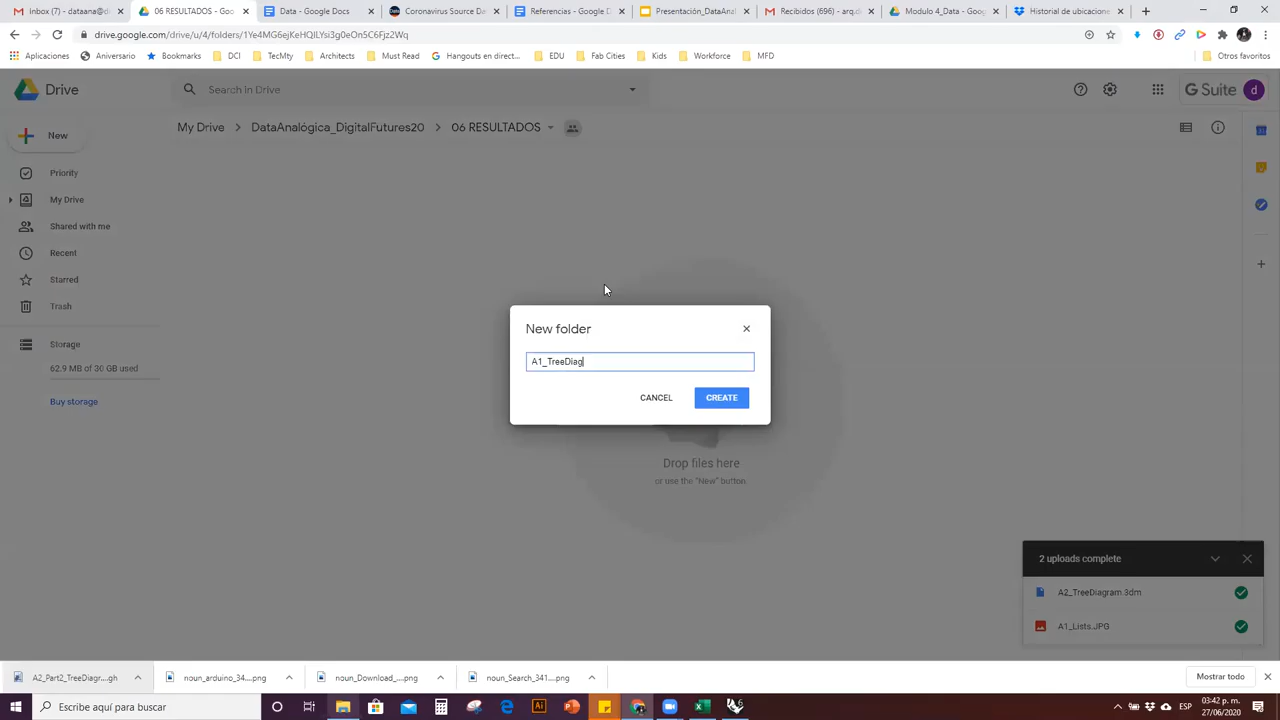 Inbox (7) - dataana@d
06 RESULTADOS - Goo
Data - Google Docs
Coronavirus Source Da
Referencias - Google D
Presentación_DataAnal
Recibidos (696) - arq.d
Modulo 4_Data - Goog
Historial de ubicacione
drive.google.com/drive/u/4/folders/1Ye4MG6ejKeHQILYsi3g0eOn5C6Fjz2Wq
Aplicaciones
Aniversario
Bookmarks
DCI
TecMty
Architects
Must Read
Hangouts en direct...
EDU
Fab Cities
Kids
Workforce
MFD
Otros favoritos
Drive
Search in Drive
G Suite
d
New
My Drive
DataAnalógica_DigitalFutures20
06 RESULTADOS
Priority
My Drive
Shared with me
Recent
Starred
Trash
Storage
62.9 MB of 30 GB used
Buy storage
New folder
A1_TreeDiag
CANCEL
CREATE
Drop files here
or use the "New" button
2 uploads complete
A2_TreeDiagram.3dm
A1_Lists.JPG
A2_Part2_TreeDiagr....gh
noun_arduino_34....png
noun_Download_....png
noun_Search_341....png
Mostrar todo
Escribe aquí para buscar
ESP
03:42 p. m.
27/06/2020